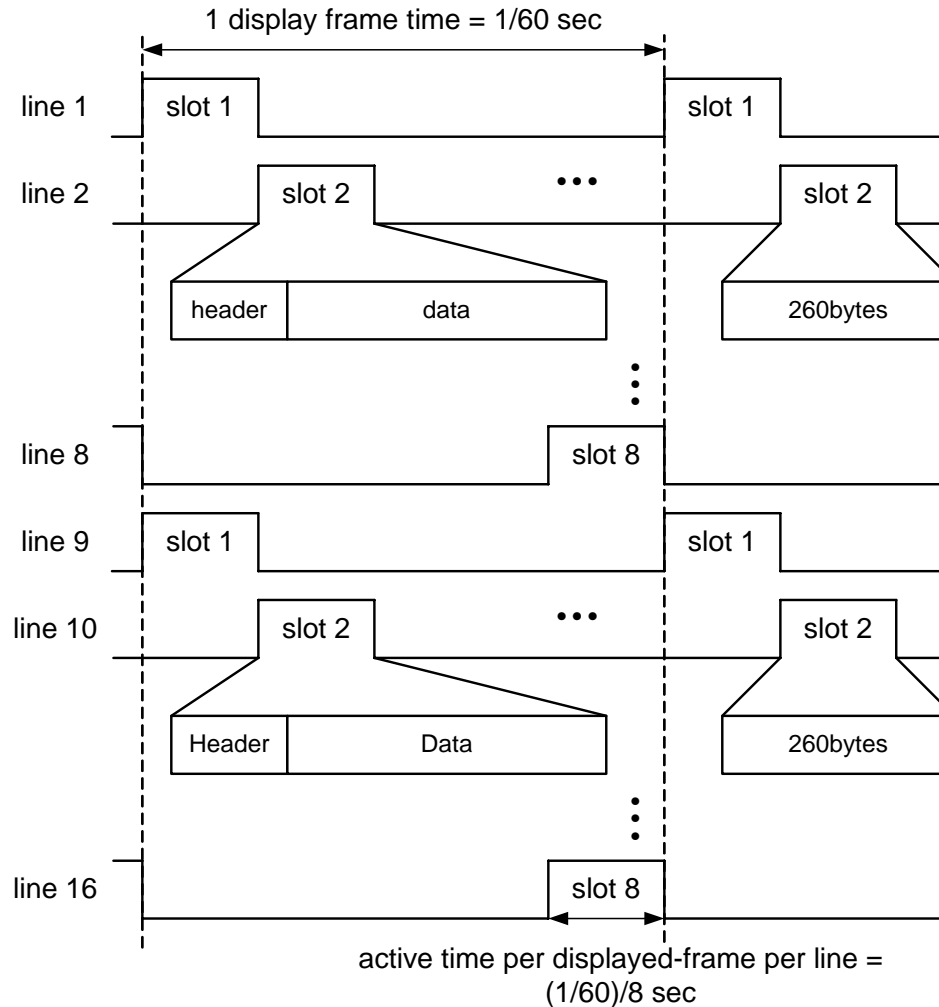 1 display frame time = 1/60 sec
line 1
slot 1
slot 1
line 2
slot 2
•••
slot 2
header
data
260bytes
line 8
slot 8
line 9
slot 1
slot 1
line 10
slot 2
•••
slot 2
Header
Data
260bytes
line 16
slot 8
active time per displayed-frame per line =
(1/60)/8 sec